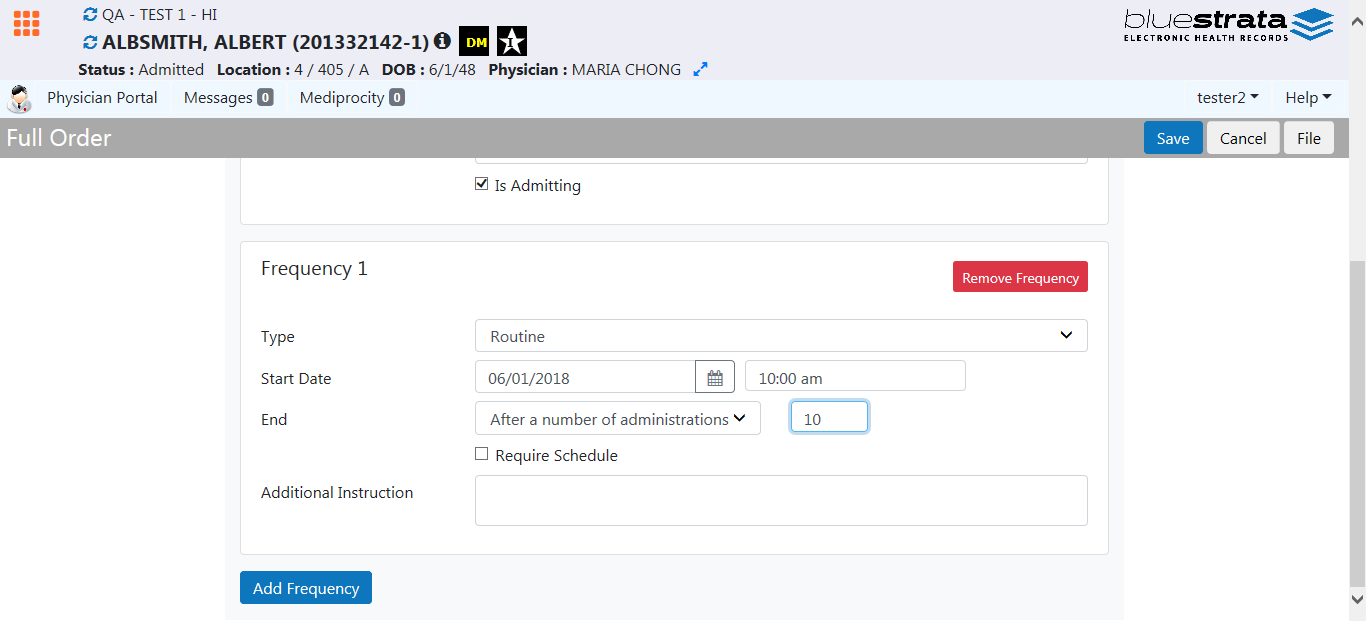 QA - TEST 1 - HI
ALBSMITH, ALBERT (201332142-1) DM 1
Status : Admitted Location : 4 / 405 / A DOB : 6/1/48 Physician : MARIA CHONG
bluestrata
ELECTRONIC HEALTH RECORDS
Physician Portal Messages 0 Mediprocity 0 tester2 Help
Full Order Save Cancel File
Is Admitting
Frequency 1
Remove Frequency
Type Routine
Start Date 06/01/2018 10:00 am
End After a number of administrations 10
Require Schedule
Additional Instruction
Add Frequency